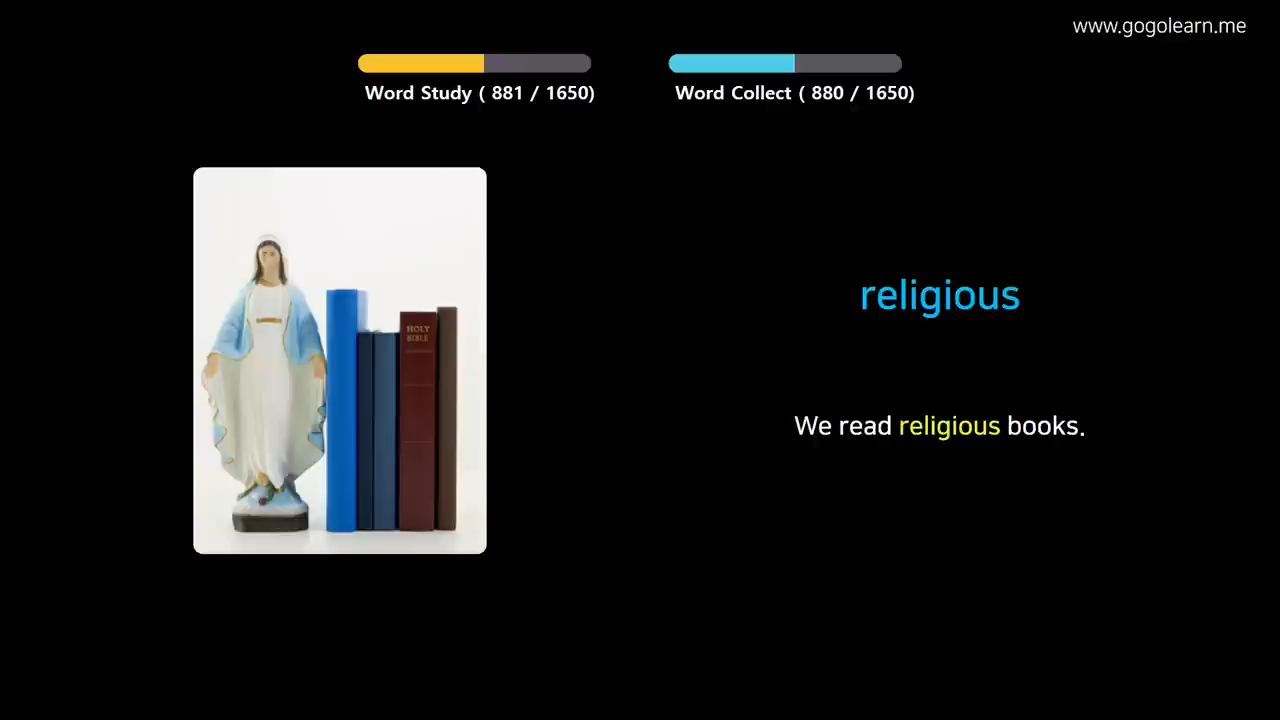 www.gogolearn.me
Word Study ( 881 / 1650)
Word Collect ( 880 / 1650)
HOLY
BIBLE
religious
We read religious books.